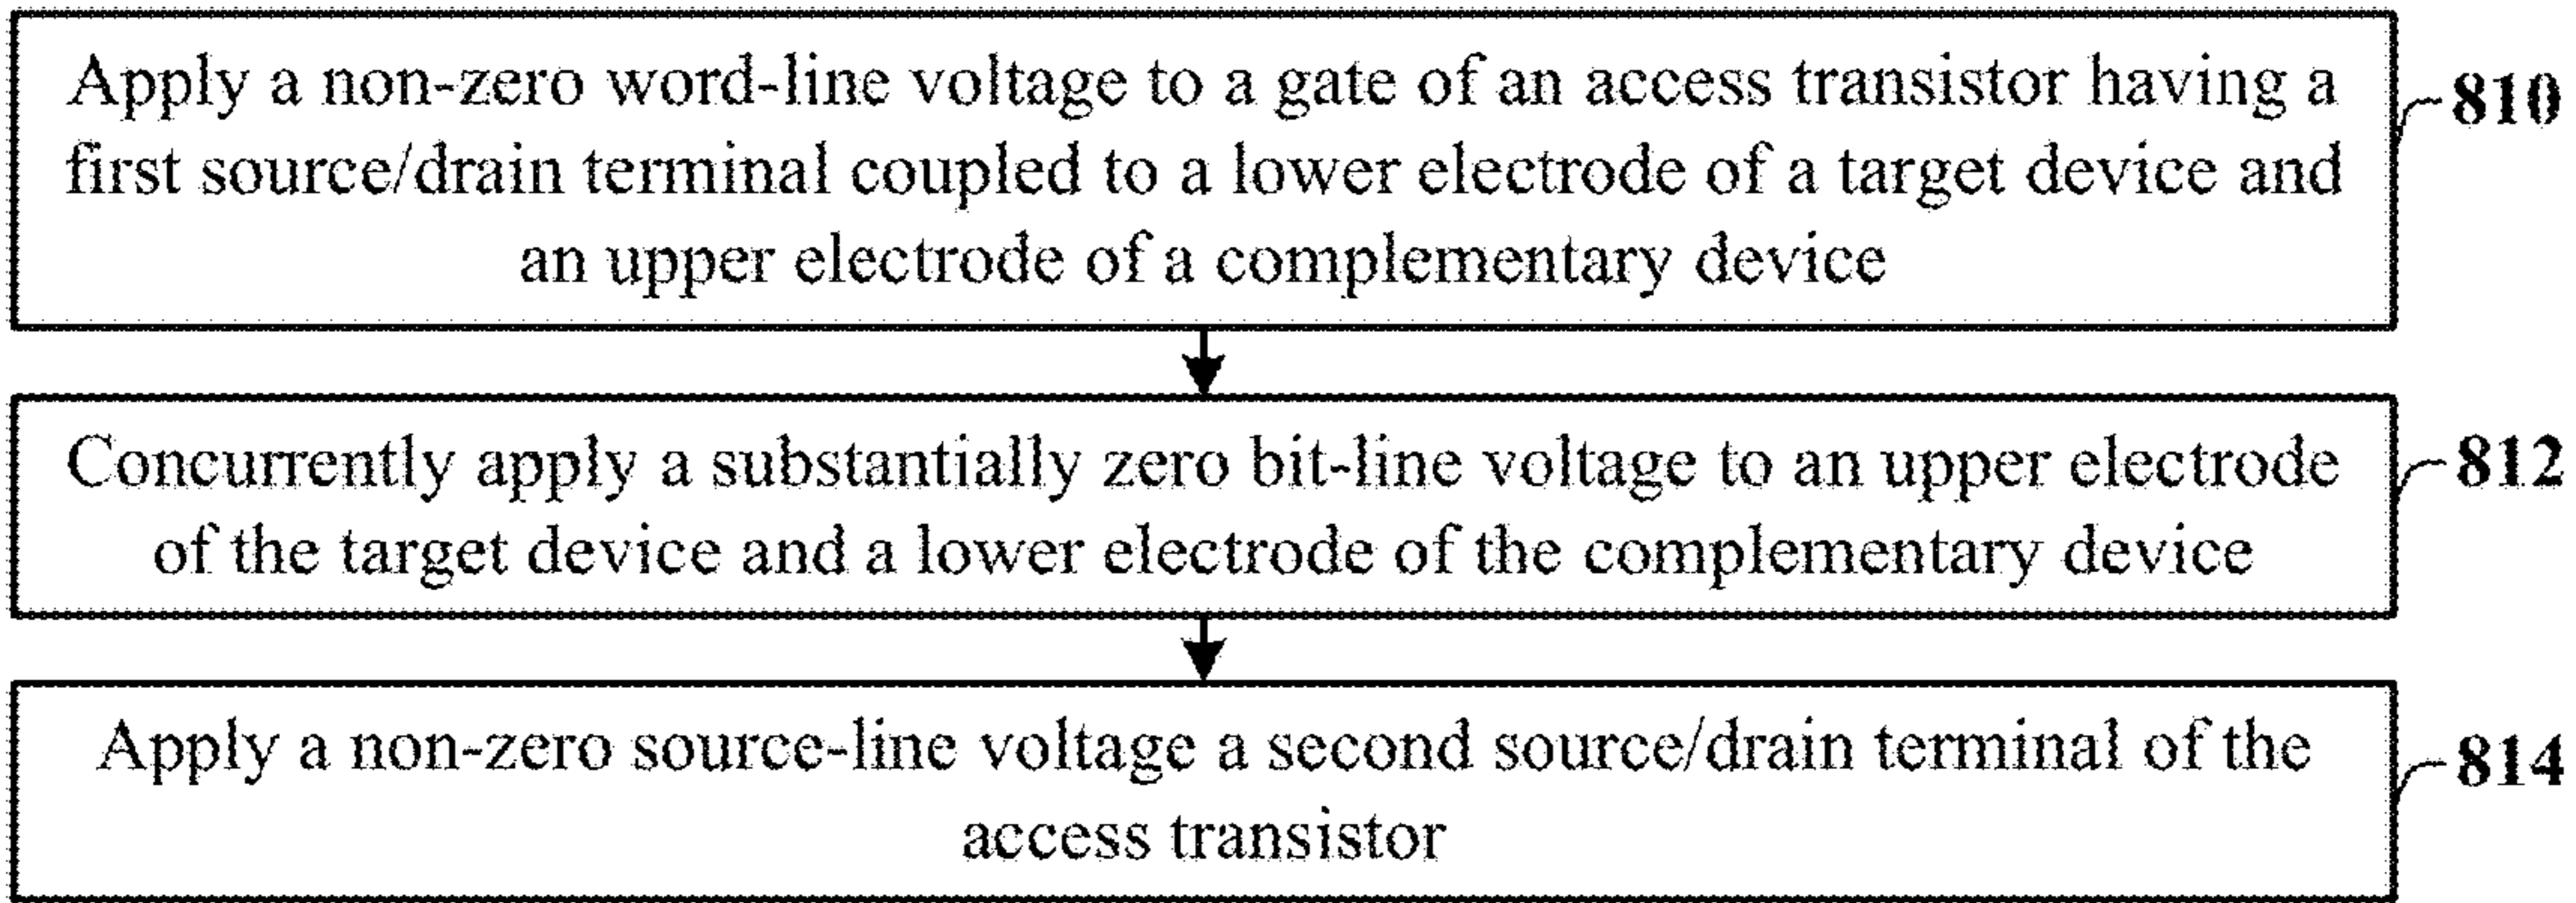 Apply a non-zero word-line voltage to a gate of an access transistor having a
first source/drain terminal coupled to a lower electrode of a target device and
an upper electrode of a complementary device
810
Concurrently apply a substantially zero bit-line voltage to an upper electrode
of the target device and a lower electrode of the complementary device
812
Apply a non-zero source-line voltage a second source/drain terminal of the
access transistor
814